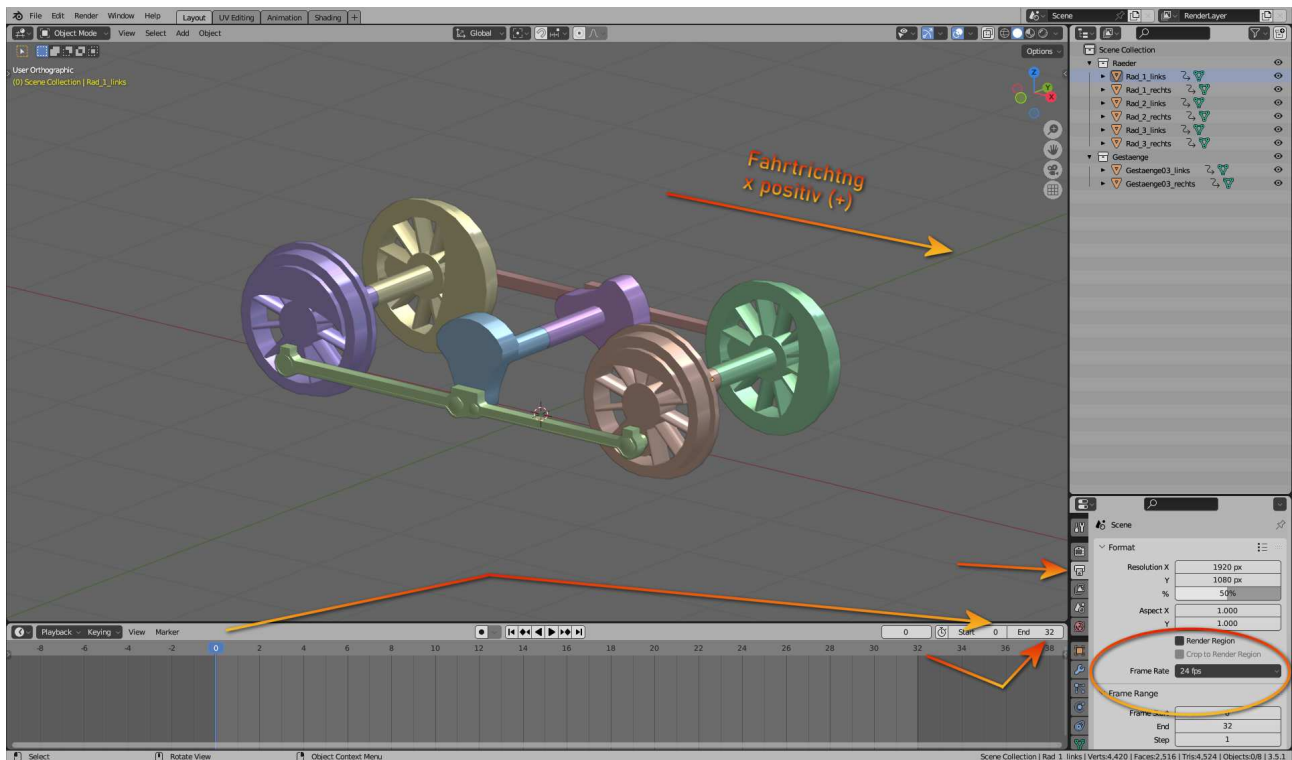 File Edit Render Window Help Layout UV Editing Animation Shading + Scene RenderLayer
Object Mode View Select Add Object Global
Options
User Orthographic
(0) Scene Collection | Rad_1_links
Z
Y
X
Fahrtrichtng
x positiv (+)
Scene Collection
Raeder
Rad_1_links
Rad_1_rechts
Rad_2_links
Rad_2_rechts
Rad_3_links
Rad_3_rechts
Gestaenge
Gestaenge03_links
Gestaenge03_rechts
Scene
Format
Resolution X 1920 px
Y 1080 px
% 50%
Aspect X 1.000
Y 1.000
Render Region
Crop to Render Region
Frame Rate 24 fps
Frame Range
Frame Start 0
End 32
Step 1
Playback Keying View Marker 0 Start 0 End 32
-8 -6 -4 -2 0 2 4 6 8 10 12 14 16 18 20 22 24 26 28 30 32 34 36 38
Select Rotate View Object Context Menu Scene Collection | Rad_1_links | Verts:4,420 | Faces:2,516 | Tris:4,524 | Objects:0/8 | 3.5.1